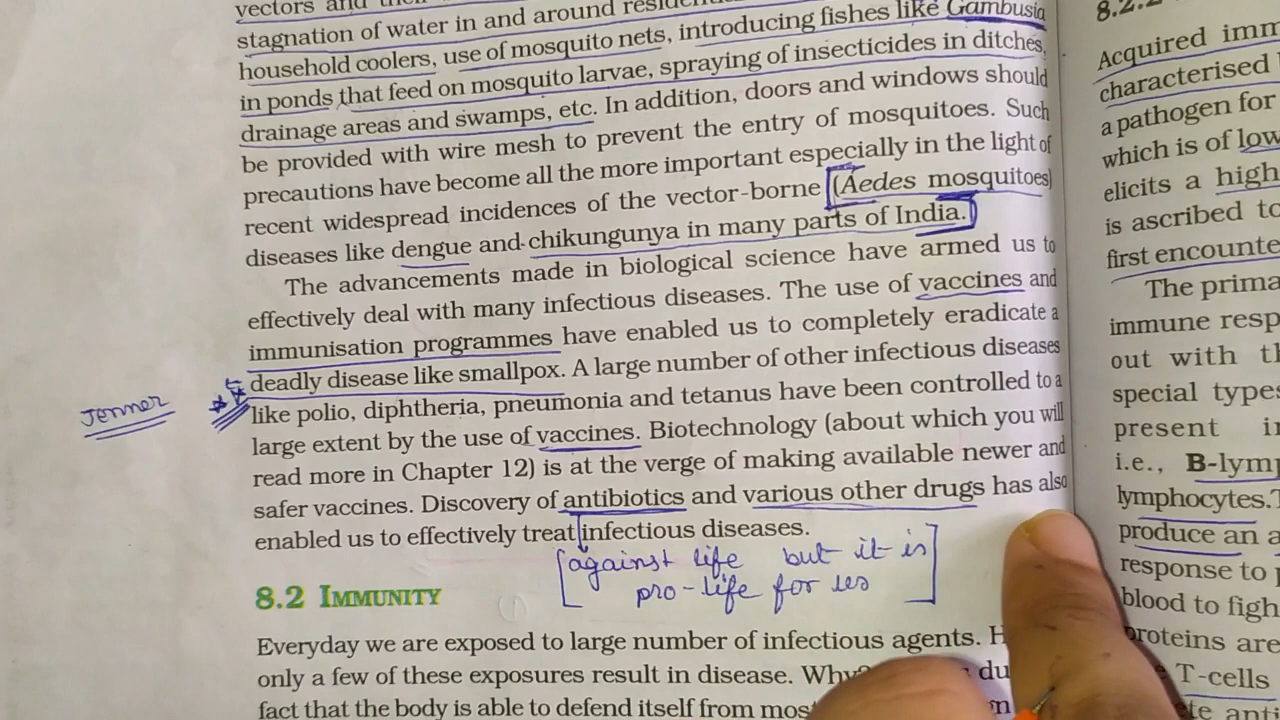 vectors and their
stagnation of water in and around
household coolers, use of mosquito nets, introducing fishes like Gambusia
in ponds that feed on mosquito larvae, spraying of insecticides in ditches,
drainage areas and swamps, etc. In addition, doors and windows should
be provided with wire mesh to prevent the entry of mosquitoes. Such
precautions have become all the more important especially in the light of
recent widespread incidences of the vector-borne (Aedes mosquitoes)
diseases like dengue and chikungunya in many parts of India.
The advancements made in biological science have armed us to
effectively deal with many infectious diseases. The use of vaccines and
immunisation programmes have enabled us to completely eradicate a
deadly disease like smallpox. A large number of other infectious diseases
Jenner
like polio, diphtheria, pneumonia and tetanus have been controlled to a
large extent by the use of vaccines. Biotechnology (about which you will
read more in Chapter 12) is at the verge of making available newer and
safer vaccines. Discovery of antibiotics and various other drugs has also
enabled us to effectively treat infectious diseases.
[against life but it is
pro-life for us]
8.2 IMMUNITY
Everyday we are exposed to large number of infectious agents.
only a few of these exposures result in disease. Why? du
fact that the body is able to defend itself from
8.2.2
Acquired imm
characterised
a pathogen for
which is of low
elicits a high
is ascribed to
first encounte
The prima
immune resp
out with th
special types
present in
i.e., B-lymp
lymphocytes.
produce an a
response to
blood to figh
proteins are
T-cells